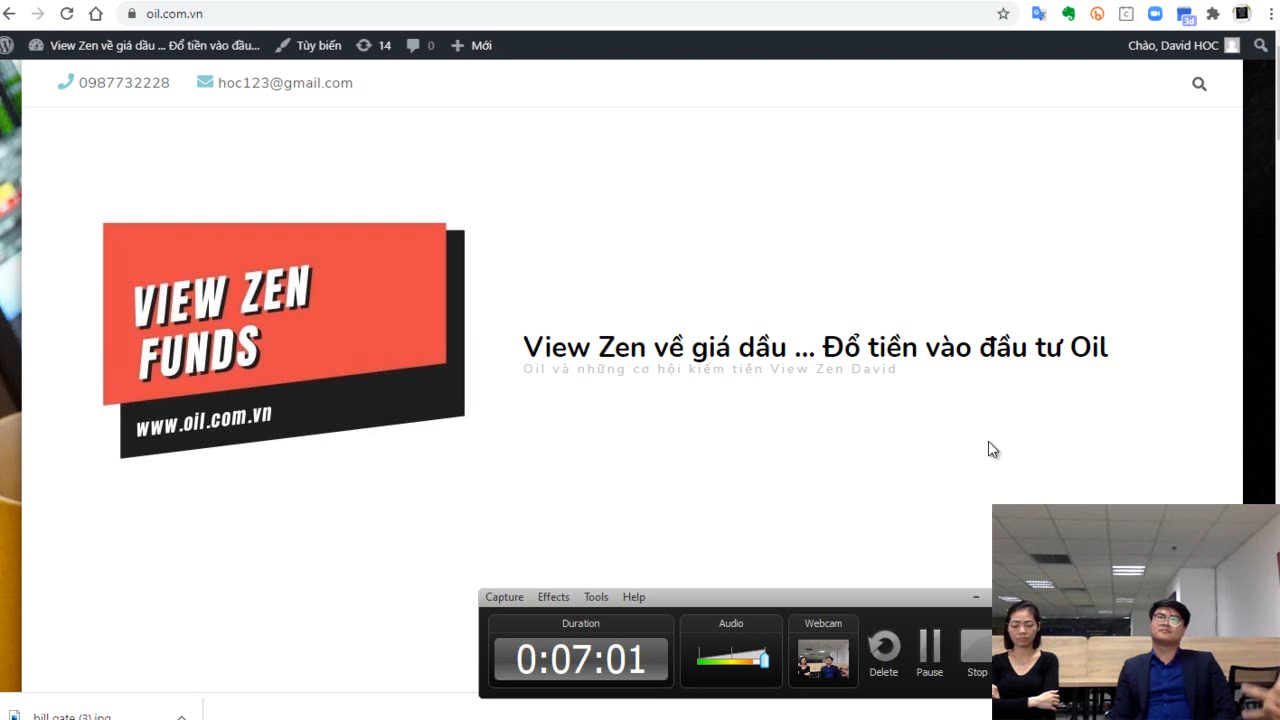 oil.com.vn
3d
View Zen về giá dầu ... Đổ tiền vào đầu... Tùy biến 14 0 Mới Chào, David HOC
0987732228 hoc123@gmail.com
VIEW ZEN
FUNDS
www.oil.com.vn
View Zen về giá dầu ... Đổ tiền vào đầu tư Oil
Oil và những cơ hội kiếm tiền View Zen David
Capture Effects Tools Help
Duration Audio Webcam
0:07:01
Delete Pause Stop
bill gate (3).jpg